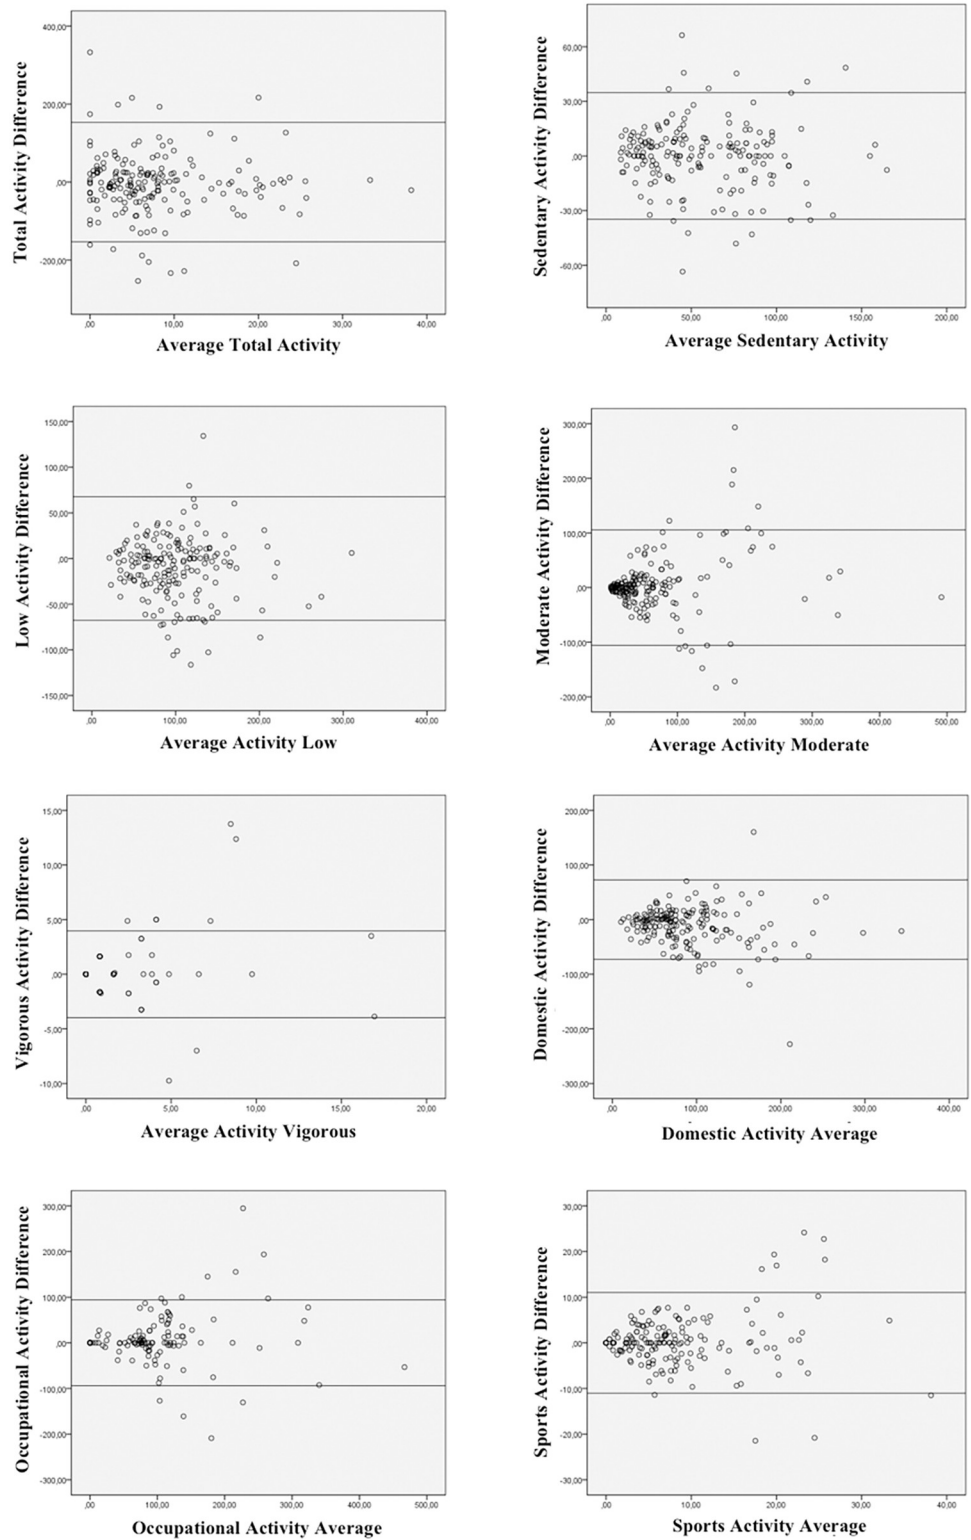 Total Activity Difference
400,00
200,00
,00
-200,00
,00 10,00 20,00 30,00 40,00
Average Total Activity
Sedentary Activity Difference
60,00
30,00
,00
-30,00
-60,00
,00 50,00 100,00 150,00 200,00
Average Sedentary Activity
Low Activity Difference
150,00
100,00
50,00
,00
-50,00
-100,00
-150,00
,00 100,00 200,00 300,00 400,00
Average Activity Low
Moderate Activity Difference
300,00
200,00
100,00
,00
-100,00
-200,00
,00 100,00 200,00 300,00 400,00 500,00
Average Activity Moderate
Vigorous Activity Difference
15,00
10,00
5,00
,00
-5,00
-10,00
,00 5,00 10,00 15,00 20,00
Average Activity Vigorous
Domestic Activity Difference
200,00
100,00
,00
-100,00
-200,00
-300,00
,00 100,00 200,00 300,00 400,00
Domestic Activity Average
Occupational Activity Difference
300,00
200,00
100,00
,00
-100,00
-200,00
-300,00
,00 100,00 200,00 300,00 400,00 500,00
Occupational Activity Average
Sports Activity Difference
30,00
20,00
10,00
,00
-10,00
-20,00
-30,00
,00 10,00 20,00 30,00 40,00
Sports Activity Average